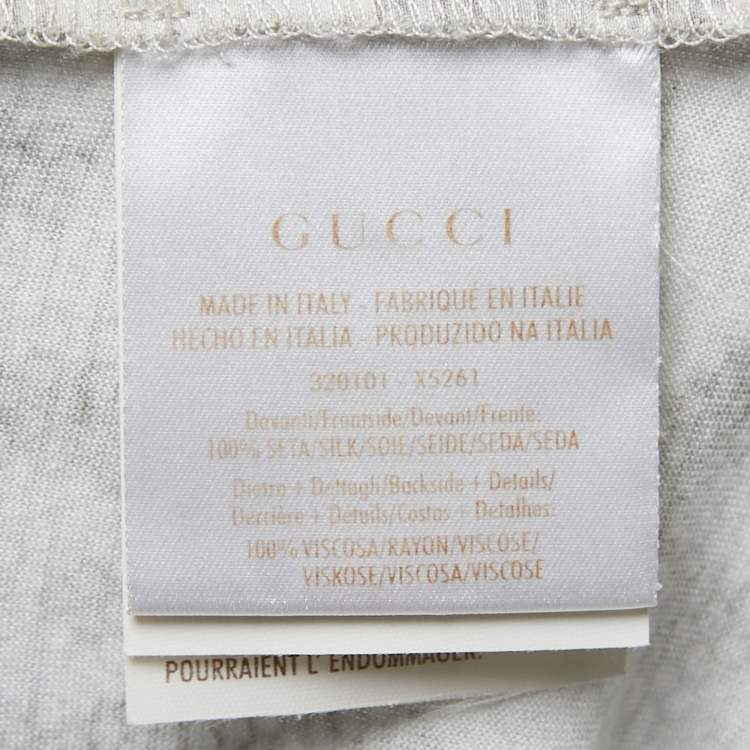 GUCCI
MADE IN ITALY - FABRIQUÉ EN ITALIE
HECHO EN ITALIA - PRODUZIDO NA ITALIA
320101 X5261
Davanti/Frontside/Devant/Frente:
100% SETA/SILK/SOIE/SEIDE/SEDA/SEDA
Dietro + Dettagli/Backside + Details/
Derrière + Détails/Costas + Detalhes:
100% VISCOSA/RAYON/VISCOSE/
VISKOSE/VISCOSA/VISCOSE
POURRAIENT L'ENDOMMAGER.